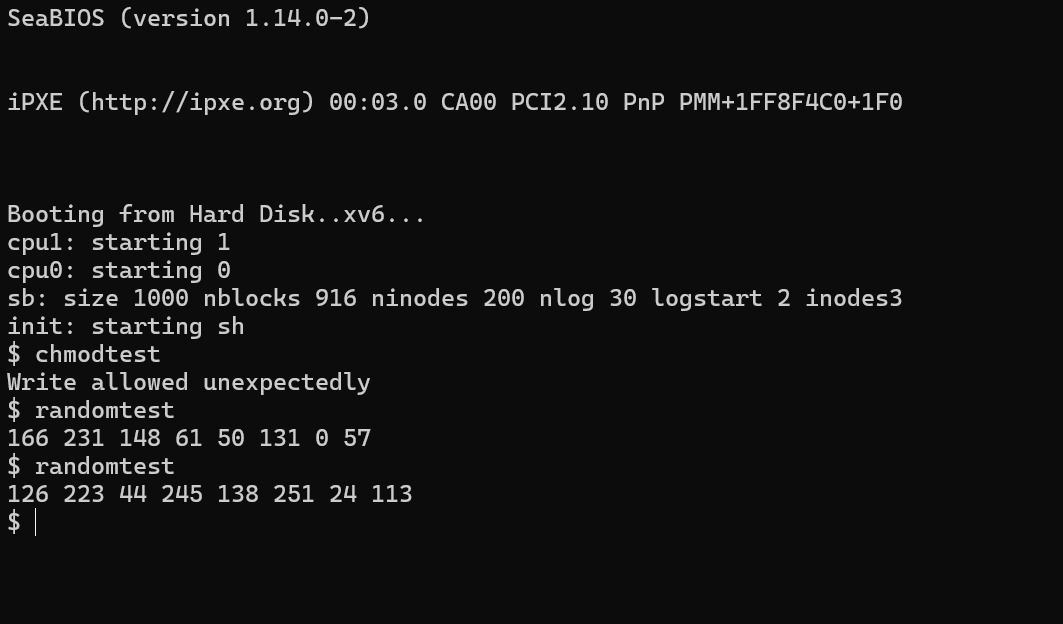 SeaBIOS (version 1.14.0-2)
iPXE (http://ipxe.org) 00:03.0 CA00 PCI2.10 PnP PMM+1FF8F4C0+1F0
Booting from Hard Disk..xv6...
cpu1: starting 1
cpu0: starting 0
sb: size 1000 nblocks 916 ninodes 200 nlog 30 logstart 2 inodes3
init: starting sh
$ chmodtest
Write allowed unexpectedly
$ randomtest
166 231 148 61 50 131 0 57
$ randomtest
126 223 44 245 138 251 24 113
$